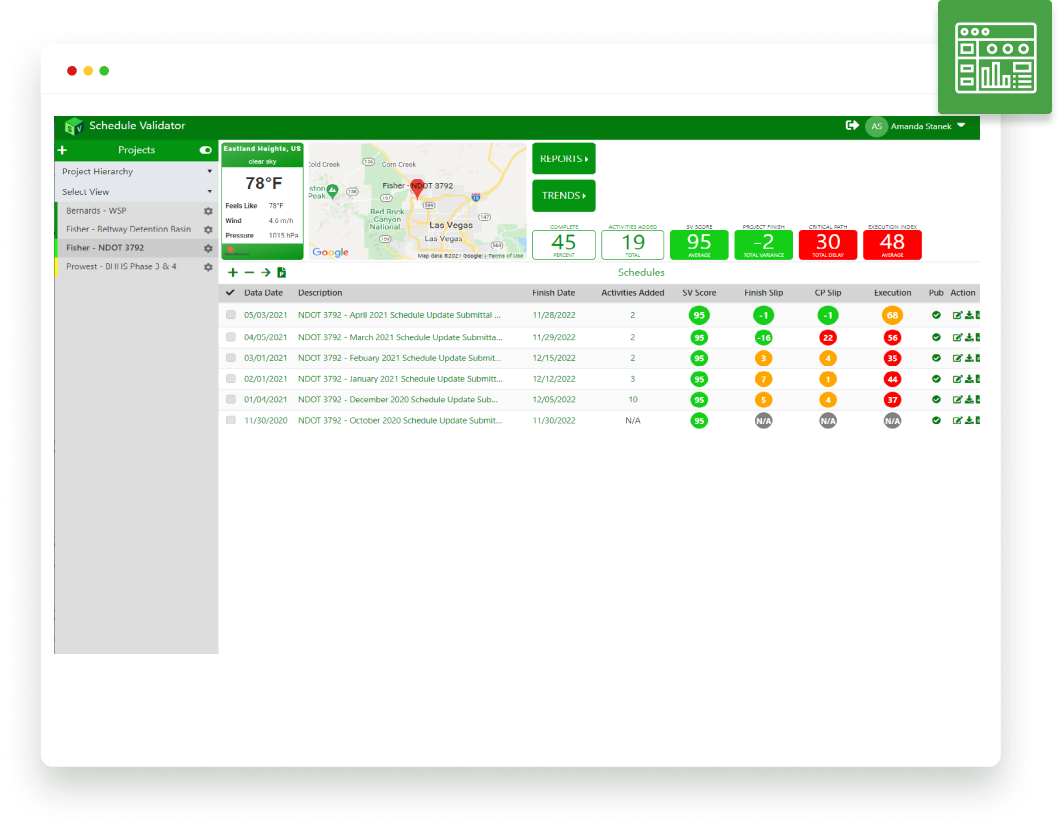 Schedule Validator
AS Amanda Stanek
Projects
Project Hierarchy
Select View
Bernards - WSP
Fisher - Beltway Detention Basin
Fisher - NDOT 3792
Prowest - Phase 3 & 4
Eastland Heights, US
clear sky
78°F
Feels Like 78°F
Wind 4.6 m/h
Pressure 1015 hPa
Cold Creek
Corn Creek
Fisher - NDOT 3792
Peak
Red Rock
Canyon
National...
Las Vegas
Las Vegas
Google
Map data ©2021 Google
Terms of Use
REPORTS
TRENDS
COMPLETE
45
PERCENT
ACTIVITIES ADDED
19
TOTAL
SV SCORE
95
AVERAGE
PROJECT FINISH
-2
TOTAL VARIANCE
CRITICAL PATH
30
TOTAL DELAY
EXECUTION INDEX
48
AVERAGE
Schedules
Data Date Description Finish Date Activities Added SV Score Finish Slip CP Slip Execution Pub Action
05/03/2021 NDOT 3792 - April 2021 Schedule Update Submittal ... 11/28/2022 2 95 -1 -1 68
04/05/2021 NDOT 3792 - March 2021 Schedule Update Submitta... 11/29/2022 2 95 -16 22 56
03/01/2021 NDOT 3792 - Febuary 2021 Schedule Update Submit... 12/15/2022 2 95 3 4 35
02/01/2021 NDOT 3792 - January 2021 Schedule Update Submitt... 12/12/2022 3 95 7 1 44
01/04/2021 NDOT 3792 - December 2020 Schedule Update Sub... 12/05/2022 10 95 5 4 37
11/30/2020 NDOT 3792 - October 2020 Schedule Update Submit... 11/30/2022 N/A 95 N/A N/A N/A